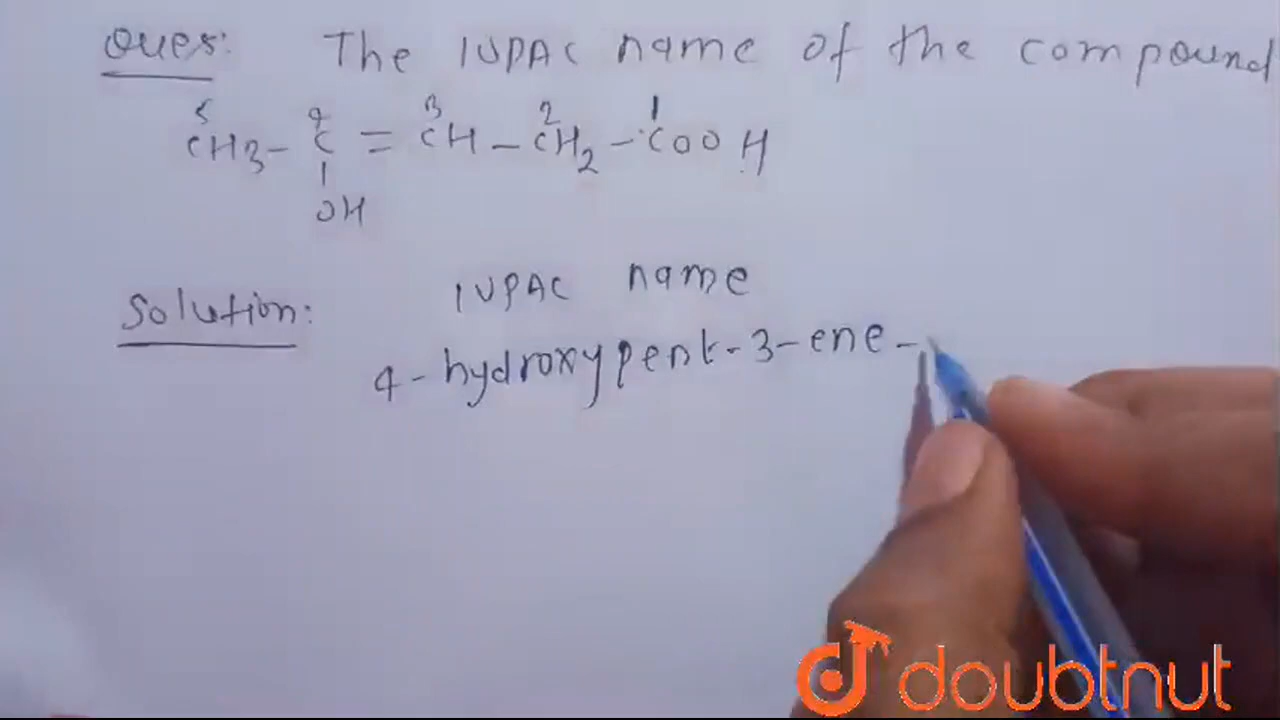 Ques: The IUPAC name of the compound
5 4 3 2 1
CH3 - C = CH - CH2 - COOH
|
OH
Solution: IUPAC name
4-hydroxypent-3-ene-
doubtnut